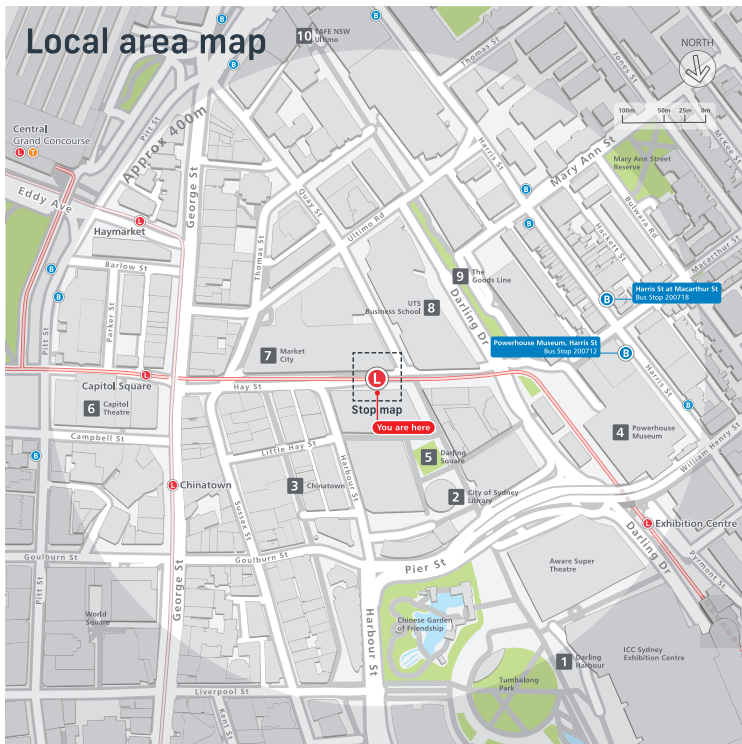 Local area map
10 TAFE NSW
Ultimo
NORTH
100m 50m 25m 0m
Thomas St
Jones St
McKee St
Mary Ann St
Mary Ann Street
Reserve
Bulwara Rd
Macarthur St
Hackett St
Harris St
B
B
B
B
B
Central
Grand Concourse
L T
Pitt St
Approx 400m
Eddy Ave
George St
L
Haymarket
Quay St
Ultimo Rd
Thomas St
Barlow St
Parker St
B
B
Pitt St
9 The
Goods Line
Darling Dr
UTS
Business School 8
B
Harris St at Macarthur St
Bus Stop 200718
Powerhouse Museum, Harris St
Bus Stop 200712
B
7 Market
City
L
Capitol Square
Hay St
L
Stop map
You are here
Harris St
B
6 Capitol
Theatre
Campbell St
B
4 Powerhouse
Museum
William Henry St
Little Hay St
Harbour St
5 Darling
Square
L
Chinatown
3 Chinatown
Sussex St
2 City of Sydney
Library
L
Exhibition Centre
Darling Dr
Pyrmont St
Goulburn St
Goulburn St
Pier St
Aware Super
Theatre
Pitt St
George St
World
Square
Harbour St
Chinese Garden
of Friendship
1 Darling
Harbour
ICC Sydney
Exhibition Centre
Tumbalong
Park
Liverpool St
Kent St